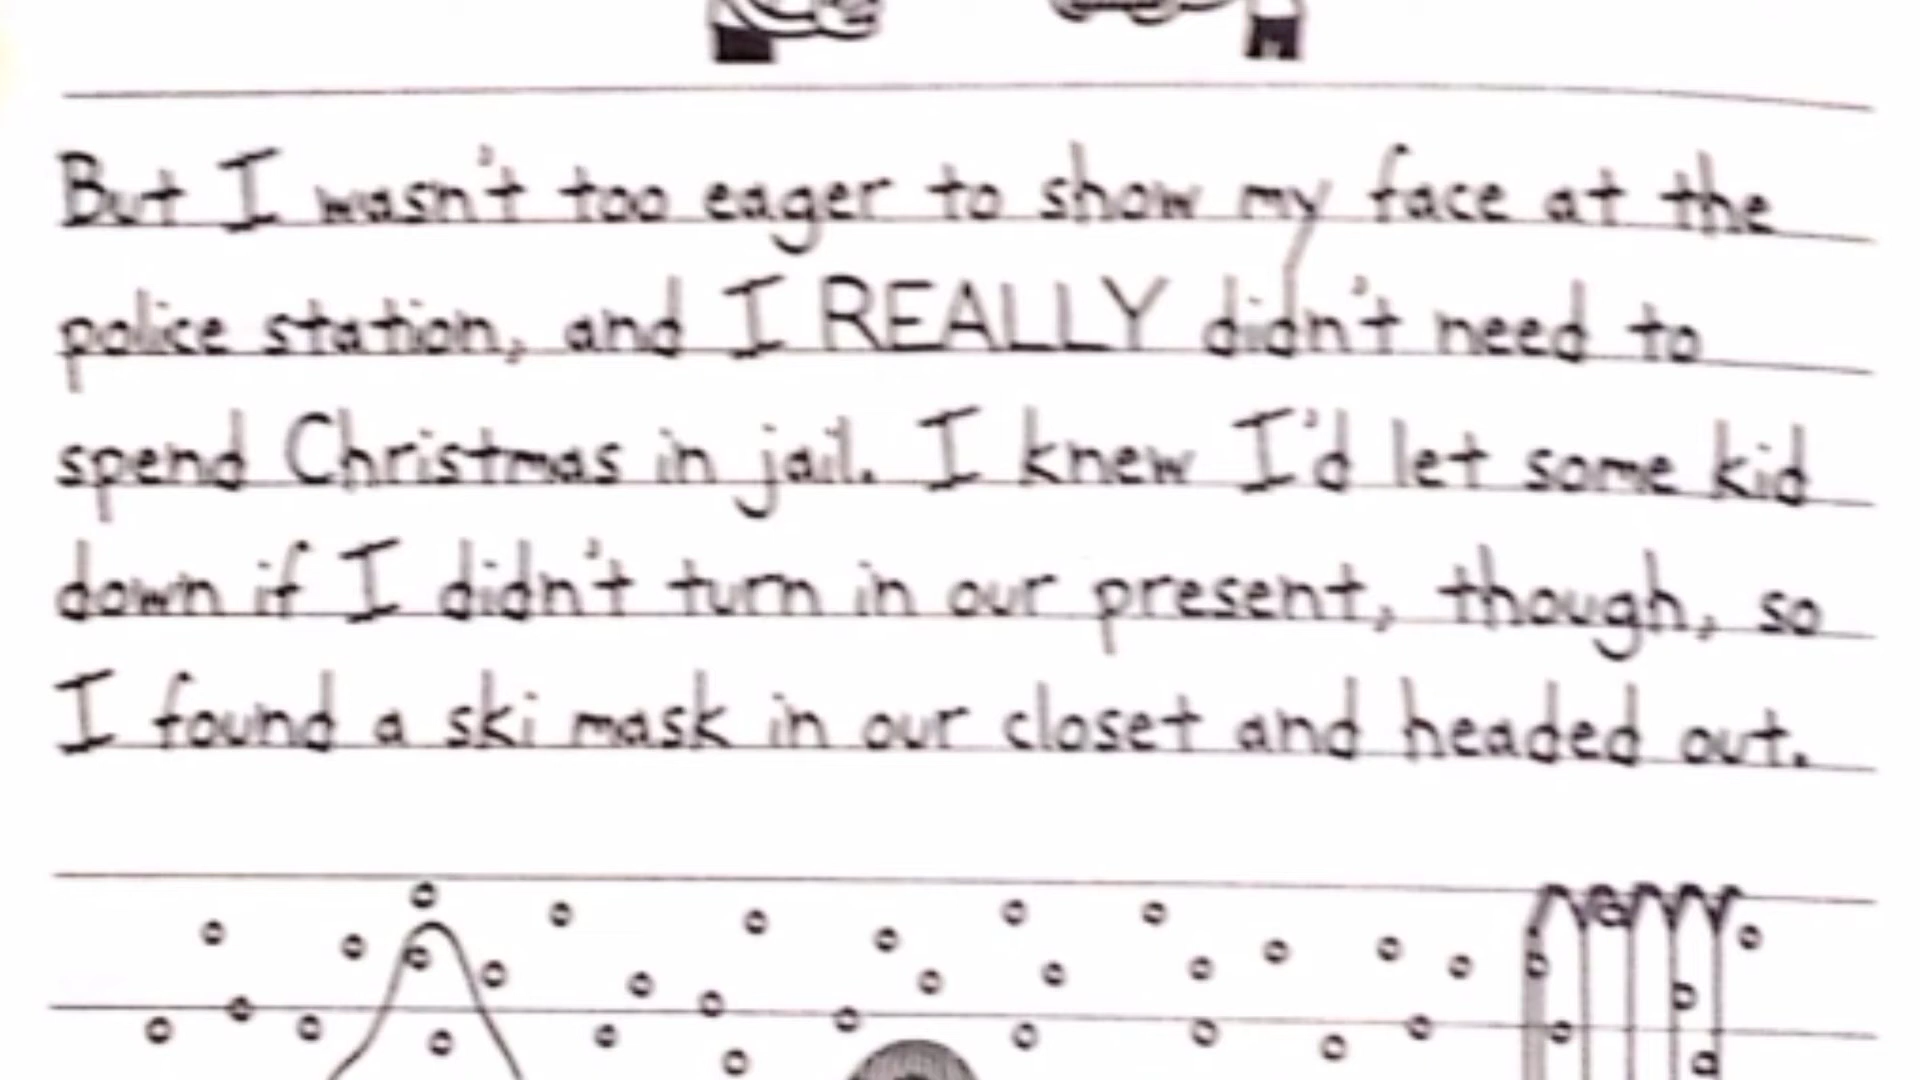 But I wasn't too eager to show my face at the
police station, and I REALLY didn't need to
spend Christmas in jail. I knew I'd let some kid
down if I didn't turn in our present, though, so
I found a ski mask in our closet and headed out.